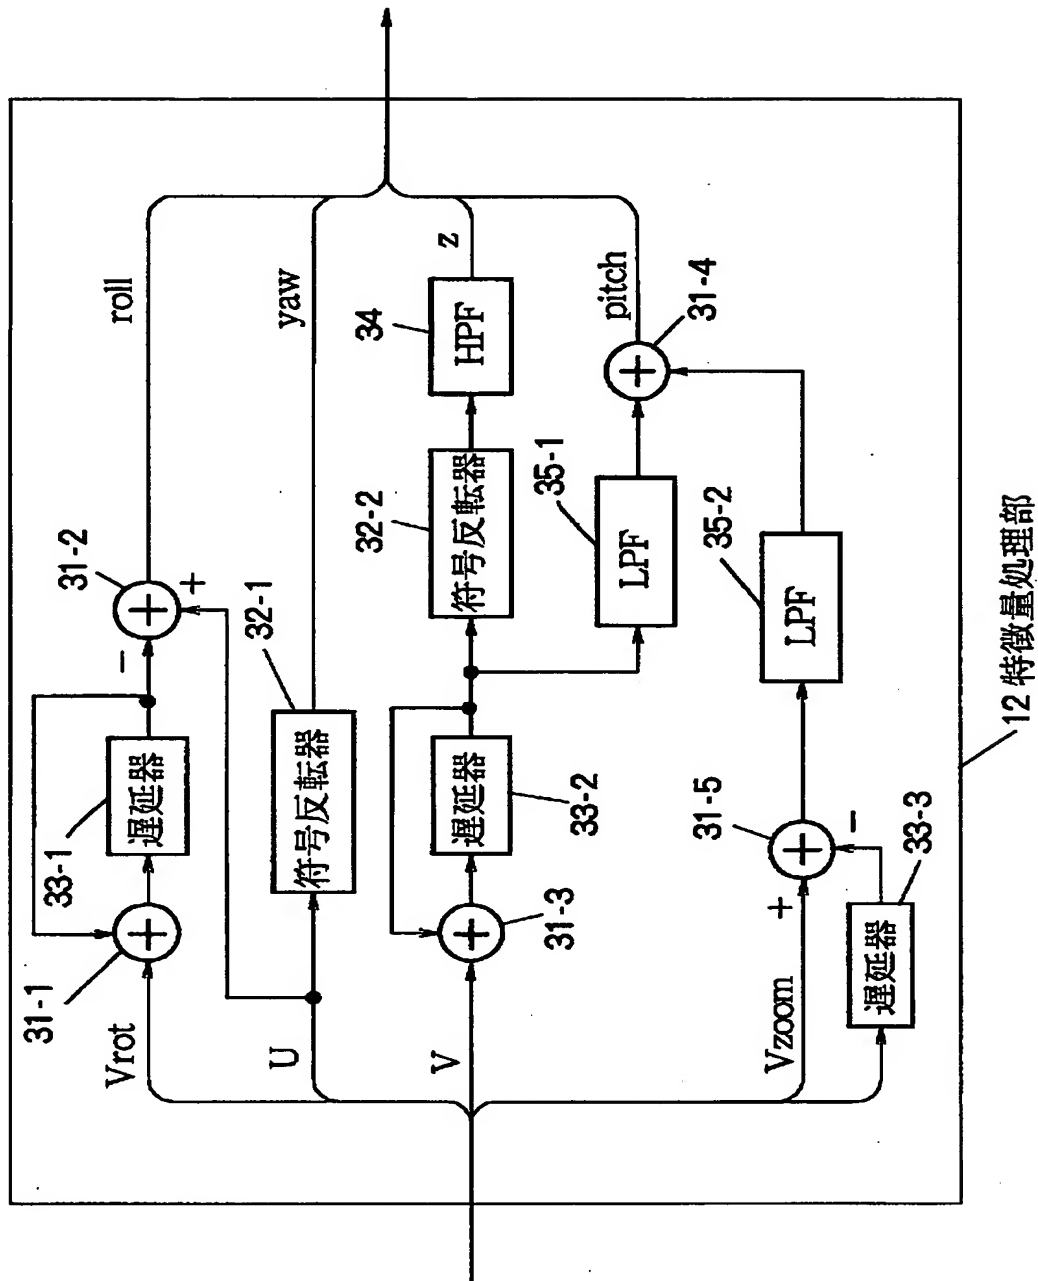 Vrot
31-1
+
33-1
遅延器
−
31-2
+
+
roll
U
符号反転器
32-1
yaw
V
+
31-3
遅延器
33-2
符号反転器
32-2
HPF
34
z
LPF
35-1
+
31-4
pitch
Vzoom
+
+
31-5
−
遅延器
33-3
LPF
35-2
12 特徴量処理部